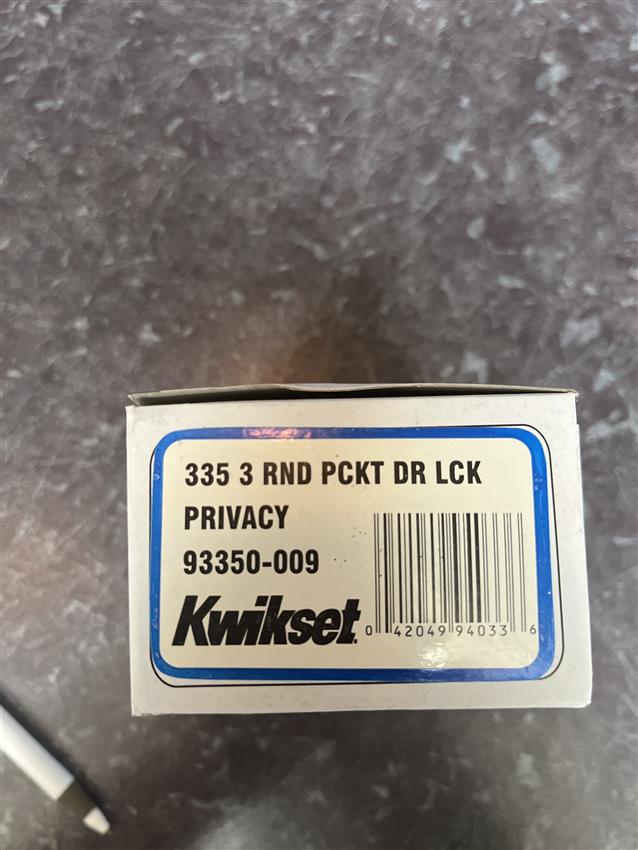 335 3 RND PCKT DR LCK
PRIVACY
93350-009
Kwikset
0 42049 94033 6